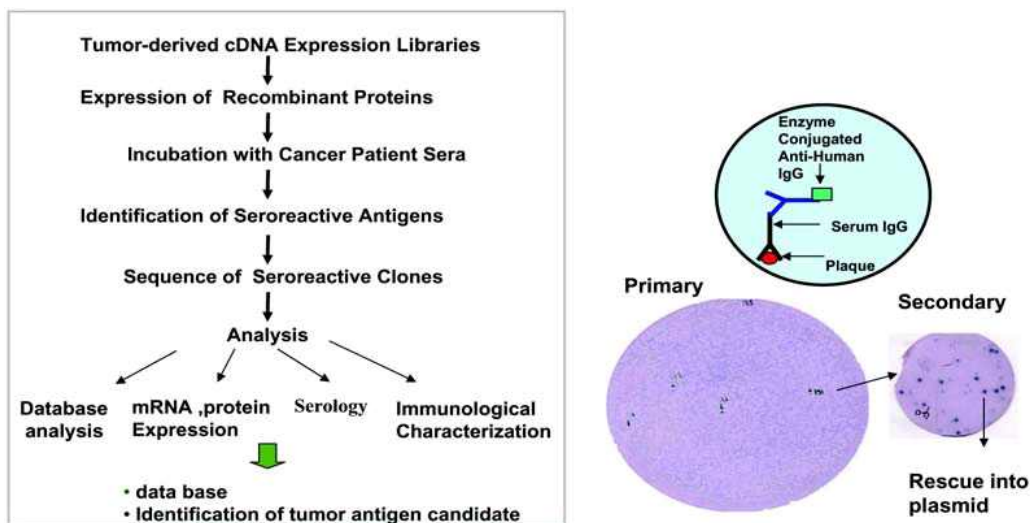 Tumor-derived cDNA Expression Libraries
Expression of Recombinant Proteins
Incubation with Cancer Patient Sera
Identification of Seroreactive Antigens
Sequence of Seroreactive Clones
Analysis
Database
analysis
mRNA ,protein
Expression
Serology
Immunological
Characterization
• data base
• Identification of tumor antigen candidate
Enzyme
Conjugated
Anti-Human
IgG
Serum IgG
Plaque
Primary
Secondary
Rescue into
plasmid